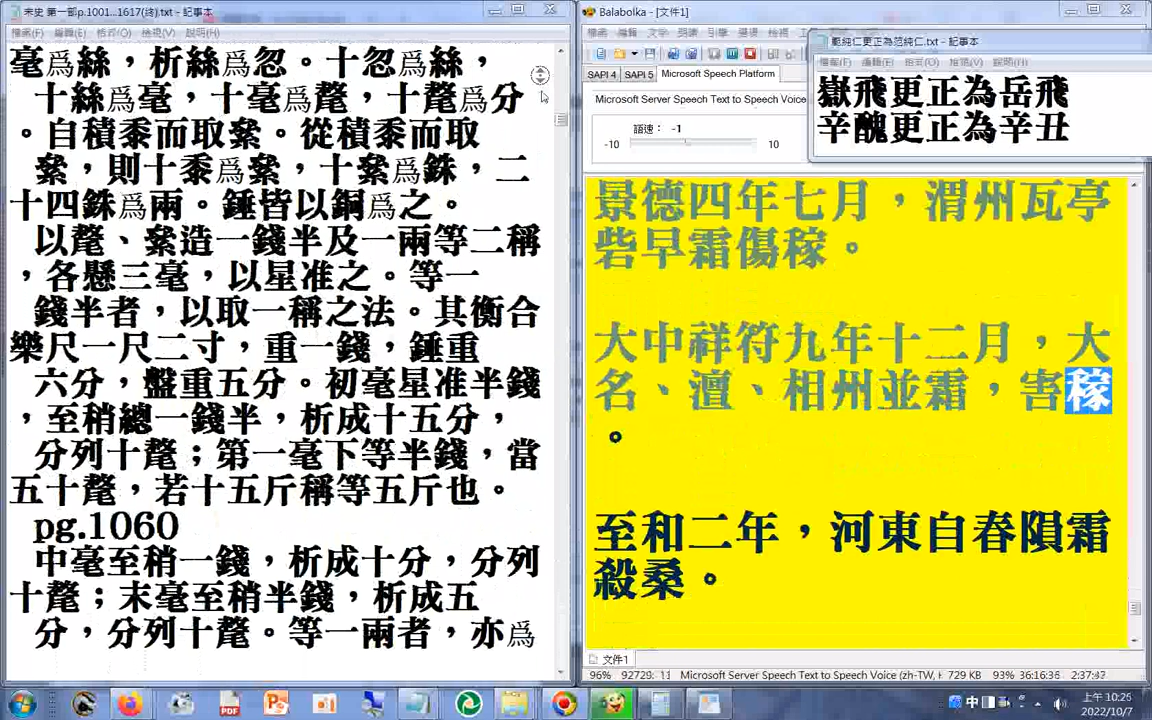 宋史 第一部p.1001...1617(終).txt - 記事本
檔案(F) 編輯(E) 格式(O) 檢視(V) 說明(H)
毫爲絲，析絲爲忽。十忽爲絲，
十絲爲毫，十毫爲氂，十氂爲分
。自積黍而取絫。從積黍而取
絫，則十黍爲絫，十絫爲銖，二
十四銖爲兩。錘皆以銅爲之。
以氂、絫造一錢半及一兩等二稱
，各懸三毫，以星准之。等一
錢半者，以取一稱之法。其衡合
樂尺一尺二寸，重一錢，錘重
六分，盤重五分。初毫星准半錢
，至稍總一錢半，析成十五分，
分列十氂；第一毫下等半錢，當
五十氂，若十五斤稱等五斤也。
pg.1060
中毫至稍一錢，析成十分，分列
十氂；末毫至稍半錢，析成五
分，分列十氂。等一兩者，亦爲
Balabolka - [文件1]
SAPI 4 SAPI 5 Microsoft Speech Platform
Microsoft Server Speech Text to Speech Voice
語速： -1
-10 10
甄純仁更正為范純仁.txt - 記事本
檔案(F) 編輯(E) 格式(O) 檢視(V) 說明(H)
嶽飛更正為岳飛
辛醜更正為辛丑
景德四年七月，渭州瓦亭
砦早霜傷稼。
大中祥符九年十二月，大
名、澶、相州並霜，害稼
。
至和二年，河東自春隕霜
殺桑。
文件1
96% Microsoft Server Speech Text to Speech Voice (zh-TW, 729 KB 93% 36:16:36
中
上午 10:26
2022/10/7